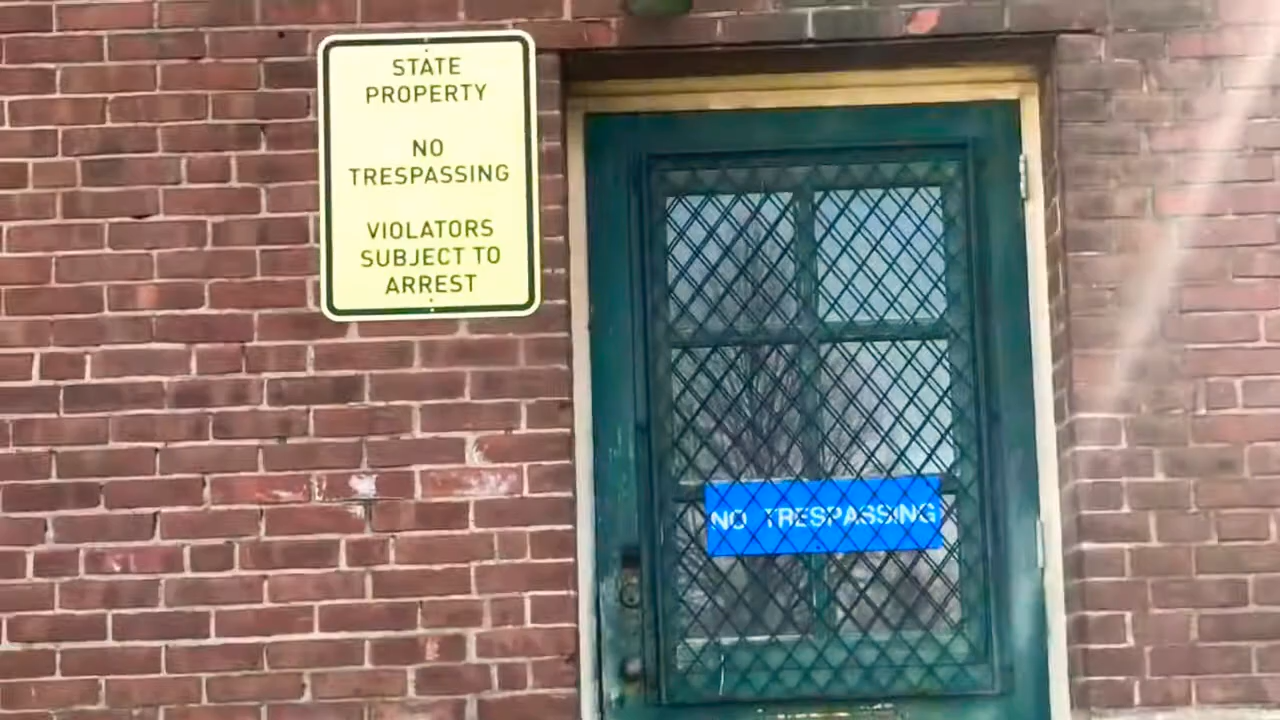 STATE
PROPERTY
NO
TRESPASSING
VIOLATORS
SUBJECT TO
ARREST
NO TRESPASSING